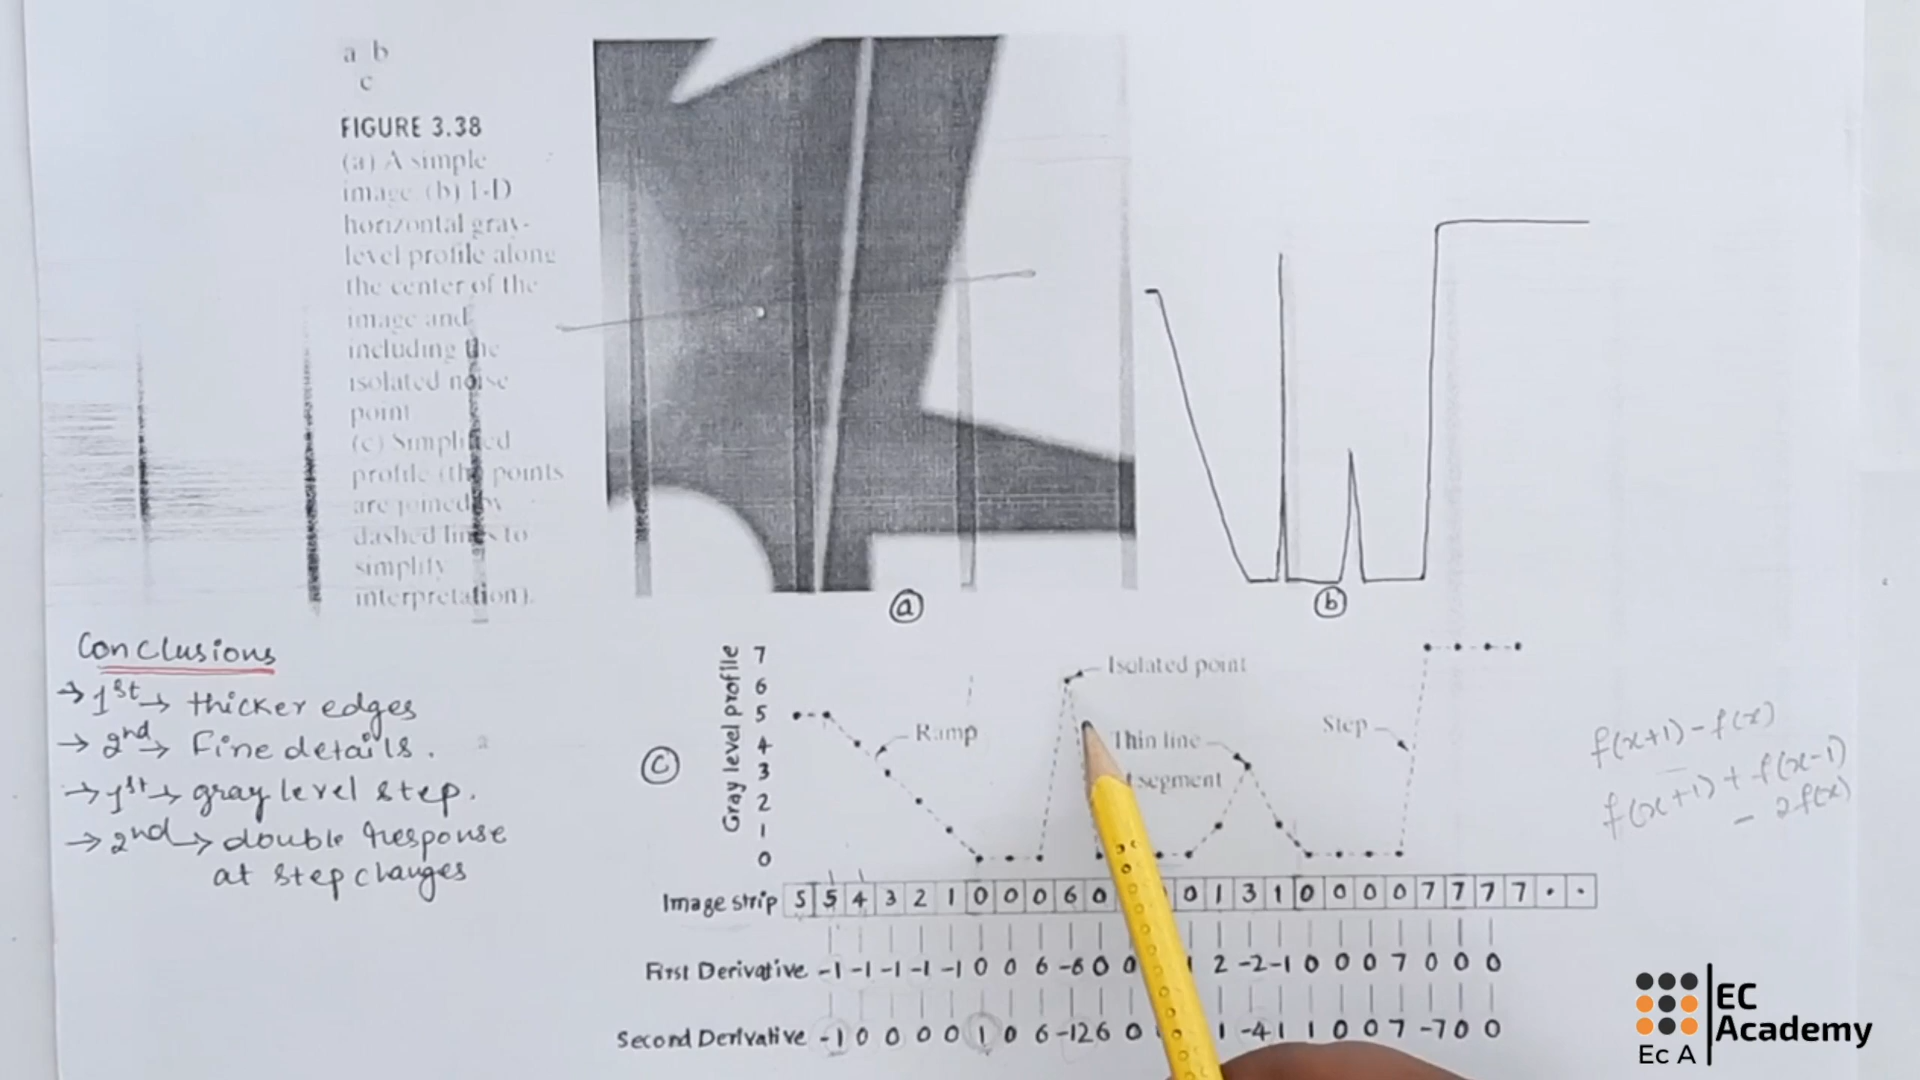 a b
c
FIGURE 3.38
(a) A simple
image (b) 1-D
horizontal gray-
level profile along
the center of the
image and
including the
isolated noise
point
(c) Simplified
profile (the points
are joined by
dashed lines to
simplify
interpretation).
a
b
Conclusions
→ 1st → thicker edges
→ 2nd → Fine details.
→ 1st → gray level step.
→ 2nd → double response
at step changes
c
Gray level profile
7
6
5
4
3
2
1
0
Isolated point
Ramp
Thin line
segment
Step
f(x+1) - f(x)
f(x+1) + f(x-1)
- 2f(x)
Image strip 5 5 4 3 2 1 0 0 0 6 0 0 1 3 1 0 0 0 0 7 7 7 7 • •
First Derivative -1 -1 -1 -1 -1 0 0 6 -6 0 0 1 2 -2 -1 0 0 0 7 0 0 0
Second Derivative -1 0 0 0 0 1 0 6 -12 6 0 1 -4 1 1 0 0 7 -7 0 0
EC
Academy
Ec A